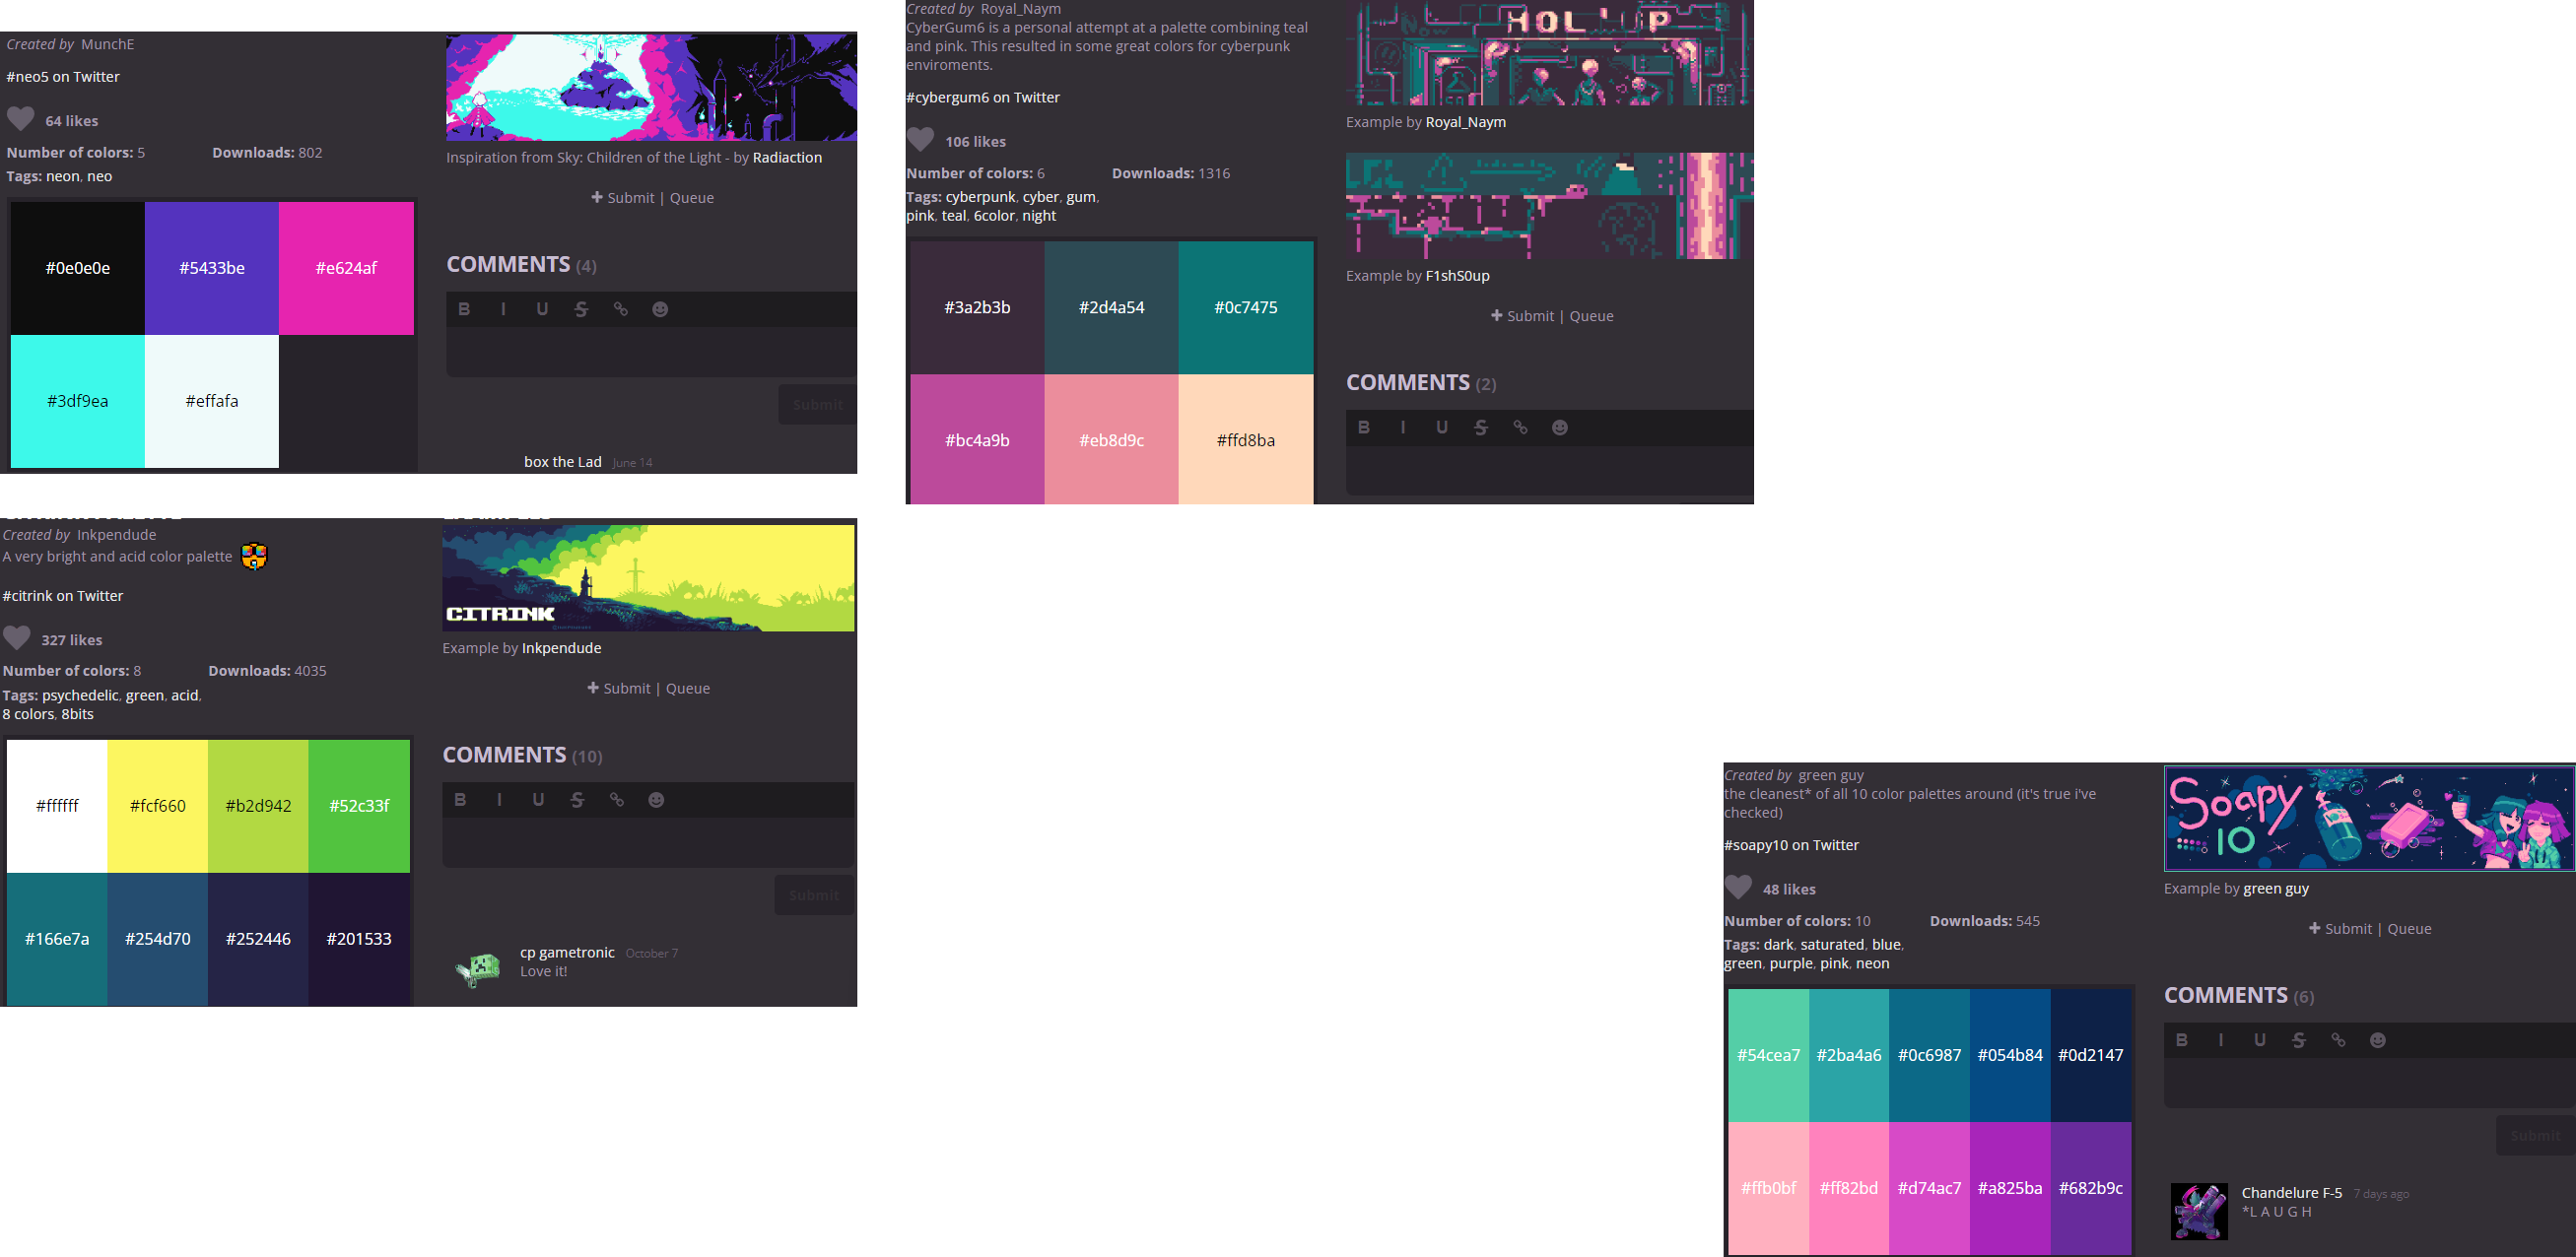 Created by MunchE
#neo5 on Twitter
64 likes
Number of colors: 5 Downloads: 802
Tags: neon, neo
#0e0e0e #5433be #e624af
#3df9ea #effafa
Inspiration from Sky: Children of the Light - by Radiaction
Submit | Queue
COMMENTS (4)
B I U S
Submit
box the Lad June 14
Created by Royal_Naym
CyberGum6 is a personal attempt at a palette combining teal
and pink. This resulted in some great colors for cyberpunk
enviroments.
#cybergum6 on Twitter
106 likes
Number of colors: 6 Downloads: 1316
Tags: cyberpunk, cyber, gum,
pink, teal, 6color, night
#3a2b3b #2d4a54 #0c7475
#bc4a9b #eb8d9c #ffd8ba
HOL'UP
Example by Royal_Naym
Example by F1shS0up
Submit | Queue
COMMENTS (2)
B I U S
Created by Inkpendude
A very bright and acid color palette
#citrink on Twitter
327 likes
Number of colors: 8 Downloads: 4035
Tags: psychedelic, green, acid,
8 colors, 8bits
#ffffff #fcf660 #b2d942 #52c33f
#166e7a #254d70 #252446 #201533
CITRINK
Example by Inkpendude
Submit | Queue
COMMENTS (10)
B I U S
Submit
cp gametronic October 7
Love it!
Created by green guy
the cleanest* of all 10 color palettes around (it's true i've
checked)
#soapy10 on Twitter
48 likes
Number of colors: 10 Downloads: 545
Tags: dark, saturated, blue,
green, purple, pink, neon
#54cea7 #2ba4a6 #0c6987 #054b84 #0d2147
#ffb0bf #ff82bd #d74ac7 #a825ba #682b9c
Soapy
10
Example by green guy
Submit | Queue
COMMENTS (6)
B I U S
Submit
Chandelure F-5 7 days ago
*L A U G H